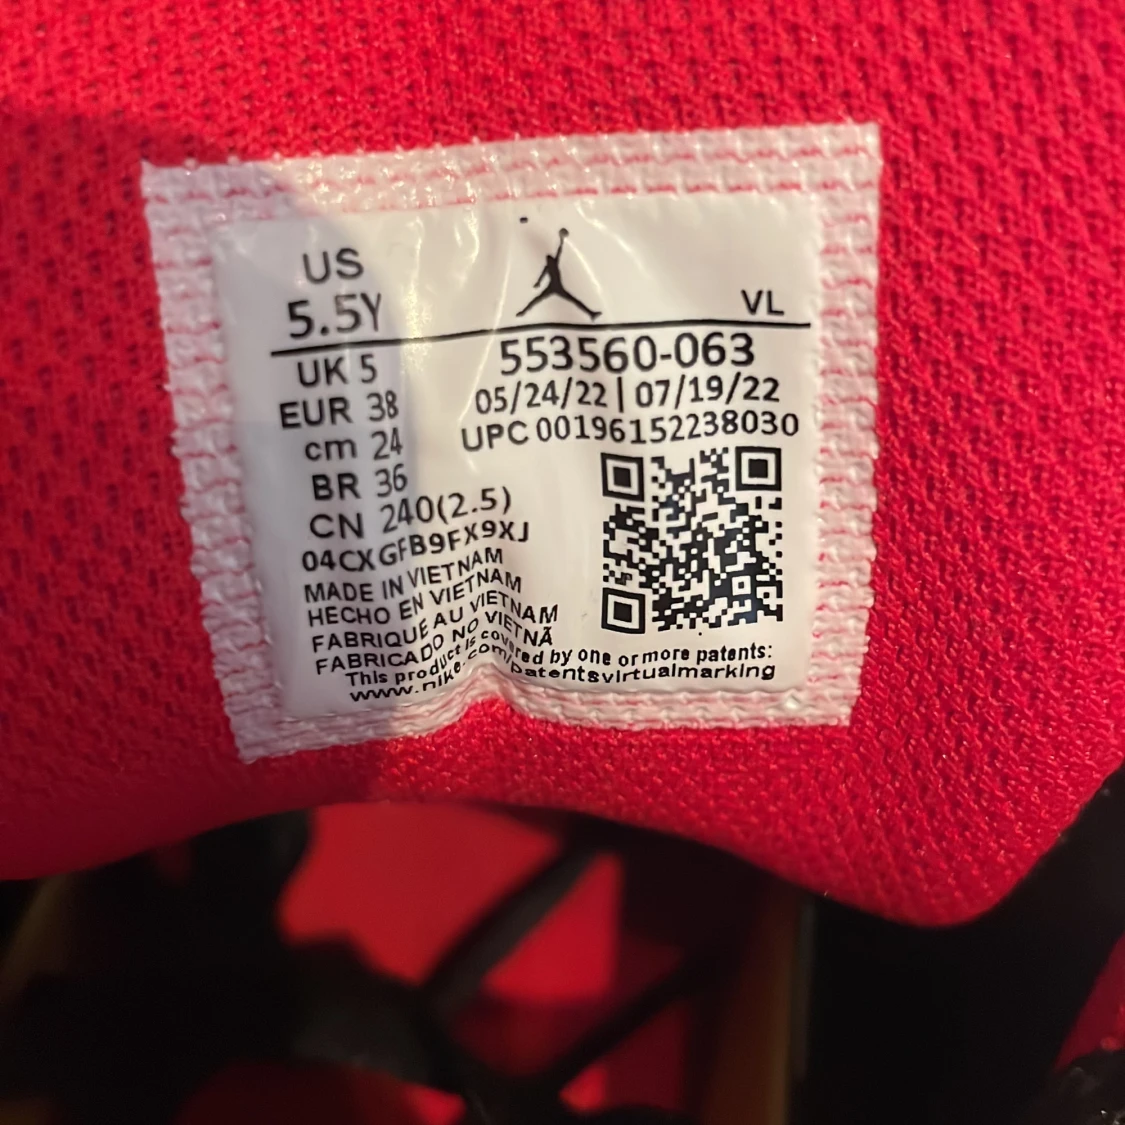 US
5.5Y
VL
UK 5
EUR 38
cm 24
BR 36
CN 240(2.5)
553560-063
05/24/22 | 07/19/22
UPC 00196152238030
04CXGFB9FX9XJ
MADE IN VIETNAM
HECHO EN VIETNAM
FABRIQUE AU VIETNAM
FABRICADO NO VIETNÃ
This product is covered by one or more patents:
www.nike.com/patentsvirtualmarking